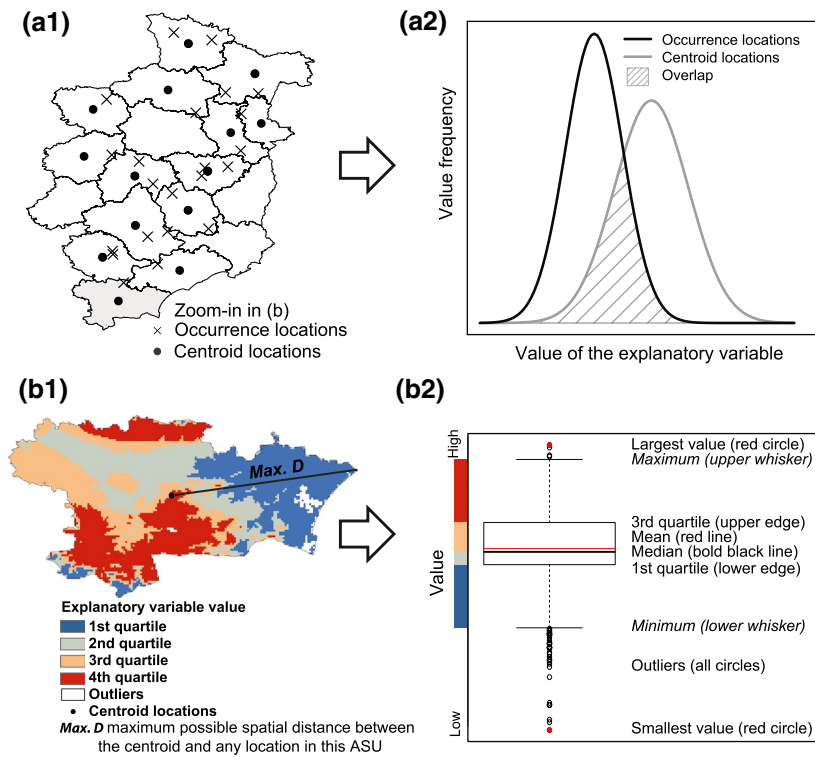 (a1)
Zoom-in in (b)
Occurrence locations
Centroid locations
(a2)
Value frequency
Occurrence locations
Centroid locations
Overlap
Value of the explanatory variable
(b1)
Max. D
Explanatory variable value
1st quartile
2nd quartile
3rd quartile
4th quartile
Outliers
Centroid locations
Max. D maximum possible spatial distance between
the centroid and any location in this ASU
(b2)
High
Value
Low
Largest value (red circle)
Maximum (upper whisker)
3rd quartile (upper edge)
Mean (red line)
Median (bold black line)
1st quartile (lower edge)
Minimum (lower whisker)
Outliers (all circles)
Smallest value (red circle)